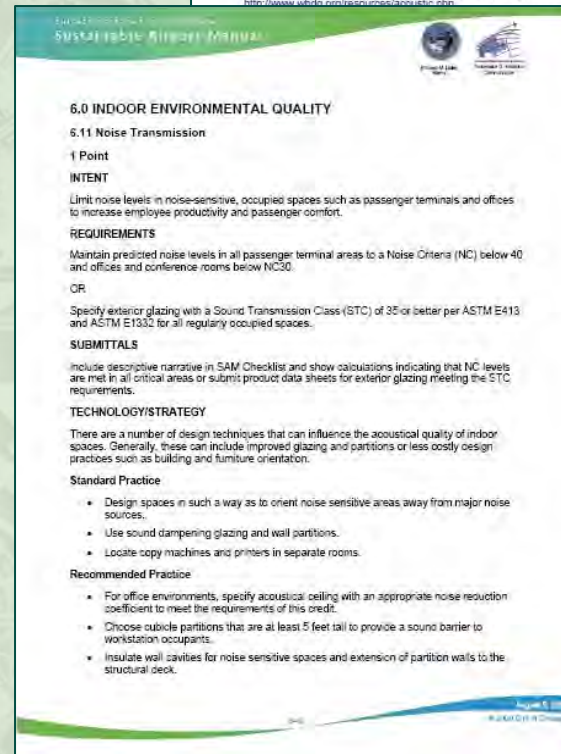 http://www.wbdg.org/resources/acoustic.php
Sustainable Airport Manual
6.0 INDOOR ENVIRONMENTAL QUALITY
6.11 Noise Transmission
1 Point
INTENT
Limit noise levels in noise-sensitive, occupied spaces such as passenger terminals and offices
to increase employee productivity and passenger comfort.
REQUIREMENTS
Maintain predicted noise levels in all passenger terminal areas to a Noise Criteria (NC) below 40
and offices and conference rooms below NC30.
OR
Specify exterior glazing with a Sound Transmission Class (STC) of 35 or better per ASTM E413
and ASTM E1332 for all regularly occupied spaces.
SUBMITTALS
Include descriptive narrative in SAM Checklist and show calculations indicating that NC levels
are met in all critical areas or submit product data sheets for exterior glazing meeting the STC
requirements.
TECHNOLOGY/STRATEGY
There are a number of design techniques that can influence the acoustical quality of indoor
spaces. Generally, these can include improved glazing and partitions or less costly design
practices such as building and furniture orientation.
Standard Practice
• Design spaces in such a way as to orient noise sensitive areas away from major noise
sources.
• Use sound dampening glazing and wall partitions.
• Locate copy machines and printers in separate rooms.
Recommended Practice
• For office environments, specify acoustical ceiling with an appropriate noise reduction
coefficient to meet the requirements of this credit.
• Choose cubicle partitions that are at least 5 feet tall to provide a sound barrier to
workstation occupants.
• Insulate wall cavities for noise sensitive spaces and extension of partition walls to the
structural deck.